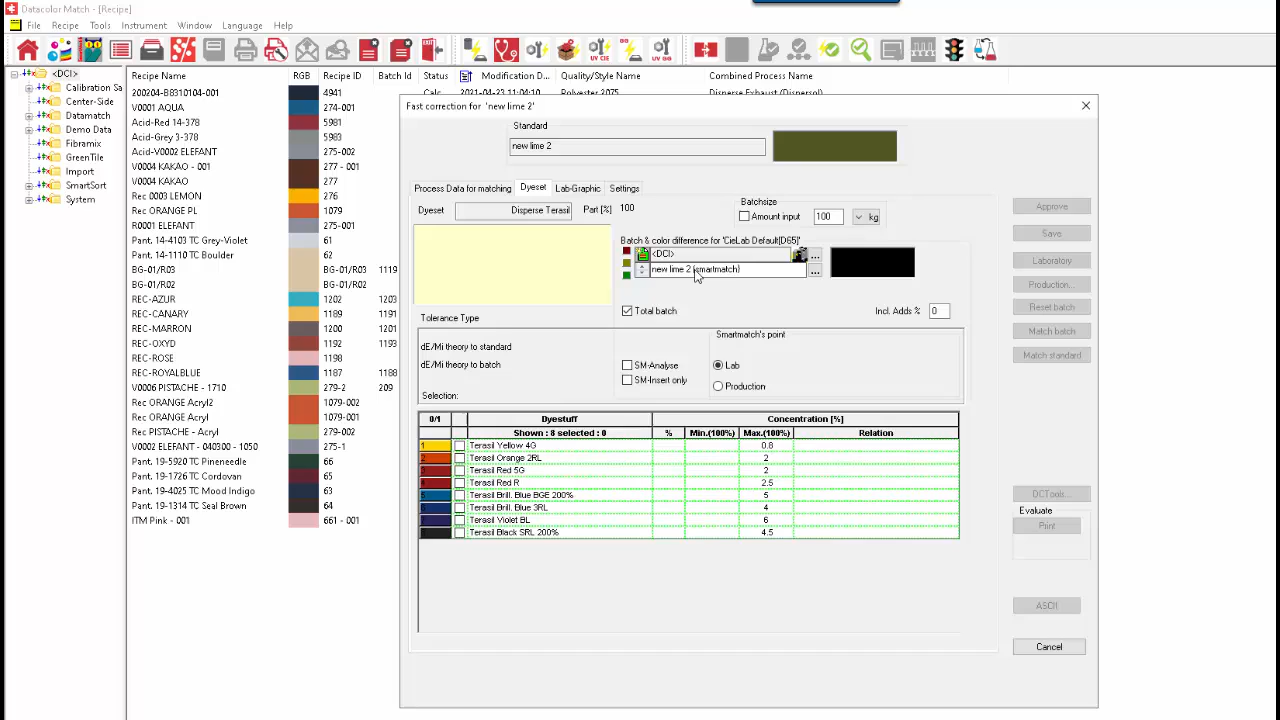 Datacolor Match - [Recipe]
File Recipe Tools Instrument Window Language Help
<DCI>
Calibration Sa
Center-Side
Datamatch
Demo Data
Fibramix
GreenTile
Import
SmartSort
System
Recipe Name RGB Recipe ID Batch Id Status Modification D... Quality/Style Name Combined Process Name
200204-B8310104-001 4941 Calc. 2021-04-23 11:04:10 Polyester 2075 Disperse Exhaust (Dispersol)
V0001 AQUA 274-001
Acid-Red 14-378 5981
Acid-Grey 3-378 5983
Acid-V0002 ELEFANT 275-002
V0004 KAKAO - 001 277 - 001
V0004 KAKAO 277
Rec 0003 LEMON 276
Rec ORANGE PL 1079
R0001 ELEFANT 275-001
Pant. 14-4103 TC Grey-Violet 61
Pant. 14-1110 TC Boulder 62
BG-01/R03 BG-01/R03 1119
BG-01/R02 BG-01/R02
REC-AZUR 1202 1203
REC-CANARY 1189 1191
REC-MARRON 1200 1201
REC-OXYD 1192 1193
REC-ROSE 1198
REC-ROYALBLUE 1187 1188
V0006 PISTACHE - 1710 279-2 209
Rec ORANGE Acryl2 1079-002
Rec ORANGE Acryl 1079-001
Rec PISTACHE - Acryl 279-002
V0002 ELEFANT - 040300 - 1050 275-1
Pant. 19-5920 TC Pineneedle 66
Pant. 19-1726 TC Cordovan 65
Pant. 19-4025 TC Mood Indigo 63
Pant. 19-1314 TC Seal Brown 64
ITM Pink - 001 661 - 001
Fast correction for 'new lime 2'
Standard
new lime 2
Process Data for matching Dyeset Lab-Graphic Settings
Dyeset Disperse Terasil Part [%] 100
Batchsize
Amount input 100 kg
Batch & color difference for 'CieLab Default[D65]
<DCI>
...
new lime 2 (smartmatch)
...
Total batch Incl. Adds % 0
Tolerance Type
Smartmatch's point
dE/Mi theory to standard
dE/Mi theory to batch
SM-Analyse Lab
SM-Insert only Production
Selection:
0/1 Dyestuff Concentration [%]
Shown : 8 selected : 0 % Min.(100%) Max.(100%) Relation
1 Terasil Yellow 4G 0.8
2 Terasil Orange 2RL 2
3 Terasil Red 5G 2
4 Terasil Red R 2.5
5 Terasil Brill. Blue BGE 200% 5
6 Terasil Brill. Blue 3RL 4
7 Terasil Violet BL 6
Terasil Black SRL 200% 4.5
Approve
Save
Laboratory
Production...
Reset batch
Match batch
Match standard
DCTools...
Evaluate
Print
ASCII
Cancel